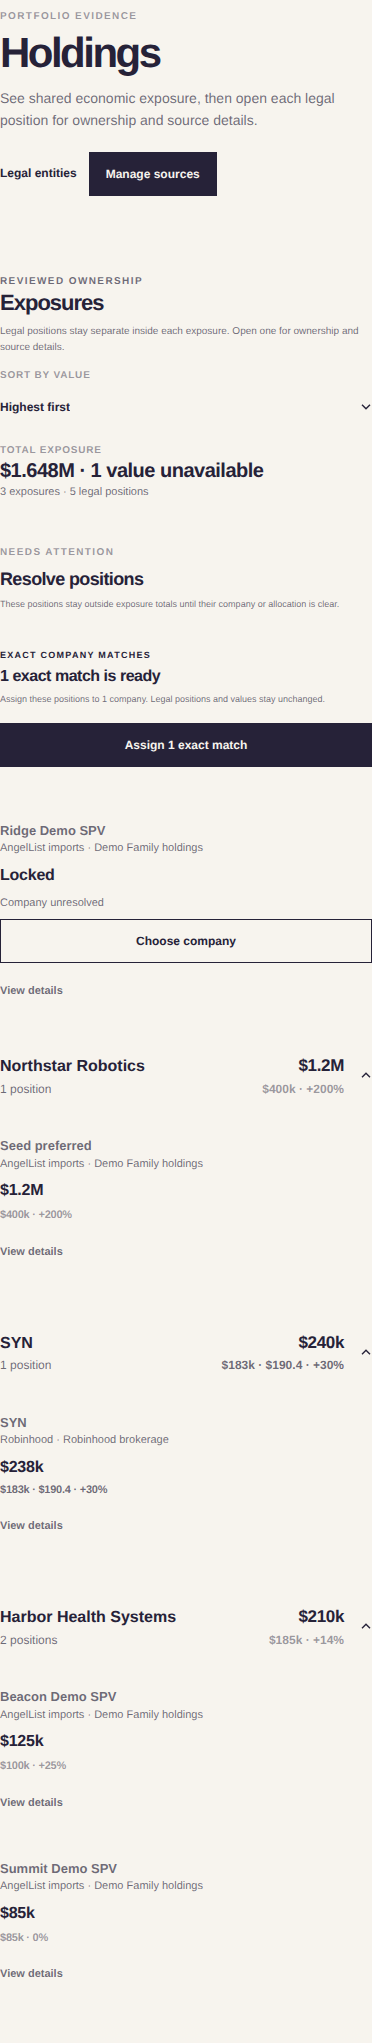 PORTFOLIO EVIDENCE
Holdings
See shared economic exposure, then open each legal
position for ownership and source details.
Legal entities
Manage sources
REVIEWED OWNERSHIP
Exposures
Legal positions stay separate inside each exposure. Open one for ownership and
source details.
SORT BY VALUE
Highest first
TOTAL EXPOSURE
$1.648M · 1 value unavailable
3 exposures · 5 legal positions
NEEDS ATTENTION
Resolve positions
These positions stay outside exposure totals until their company or allocation is clear.
EXACT COMPANY MATCHES
1 exact match is ready
Assign these positions to 1 company. Legal positions and values stay unchanged.
Assign 1 exact match
Ridge Demo SPV
AngelList imports · Demo Family holdings
Locked
Company unresolved
Choose company
View details
Northstar Robotics $1.2M
1 position $400k · +200%
Seed preferred
AngelList imports · Demo Family holdings
$1.2M
$400k · +200%
View details
SYN $240k
1 position $183k · $190.4 · +30%
SYN
Robinhood · Robinhood brokerage
$238k
$183k · $190.4 · +30%
View details
Harbor Health Systems $210k
2 positions $185k · +14%
Beacon Demo SPV
AngelList imports · Demo Family holdings
$125k
$100k · +25%
View details
Summit Demo SPV
AngelList imports · Demo Family holdings
$85k
$85k · 0%
View details